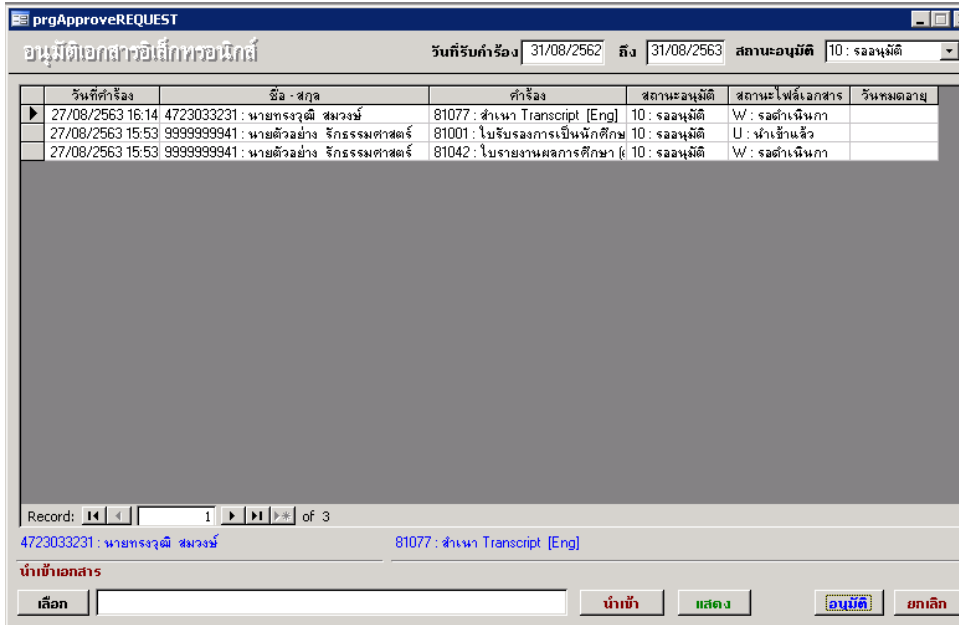 prgApproveREQUEST
อนุมัติเอกสารอิเล็กทรอนิกส์ วันที่รับคำร้อง 31/08/2562 ถึง 31/08/2563 สถานะอนุมัติ 10 : รออนุมัติ
วันที่คำร้อง ชื่อ - สกุล คำร้อง สถานะอนุมัติ สถานะไฟล์เอกสาร วันหมดอายุ
27/08/2563 16:14 4723033231 : นายทรงวุฒิ สมวงษ์ 81077 : สำเนา Transcript [Eng] 10 : รออนุมัติ W : รอดำเนินกา
27/08/2563 15:53 9999999941 : นายตัวอย่าง รักธรรมศาสตร์ 81001 : ใบรับรองการเป็นนักศึกษ 10 : รออนุมัติ U : นำเข้าแล้ว
27/08/2563 15:53 9999999941 : นายตัวอย่าง รักธรรมศาสตร์ 81042 : ใบรายงานผลการศึกษา ( 10 : รออนุมัติ W : รอดำเนินกา
Record: 1 of 3
4723033231 : นายทรงวุฒิ สมวงษ์ 81077 : สำเนา Transcript [Eng]
นำเข้าเอกสาร
เลือก นำเข้า แสดง อนุมัติ ยกเลิก